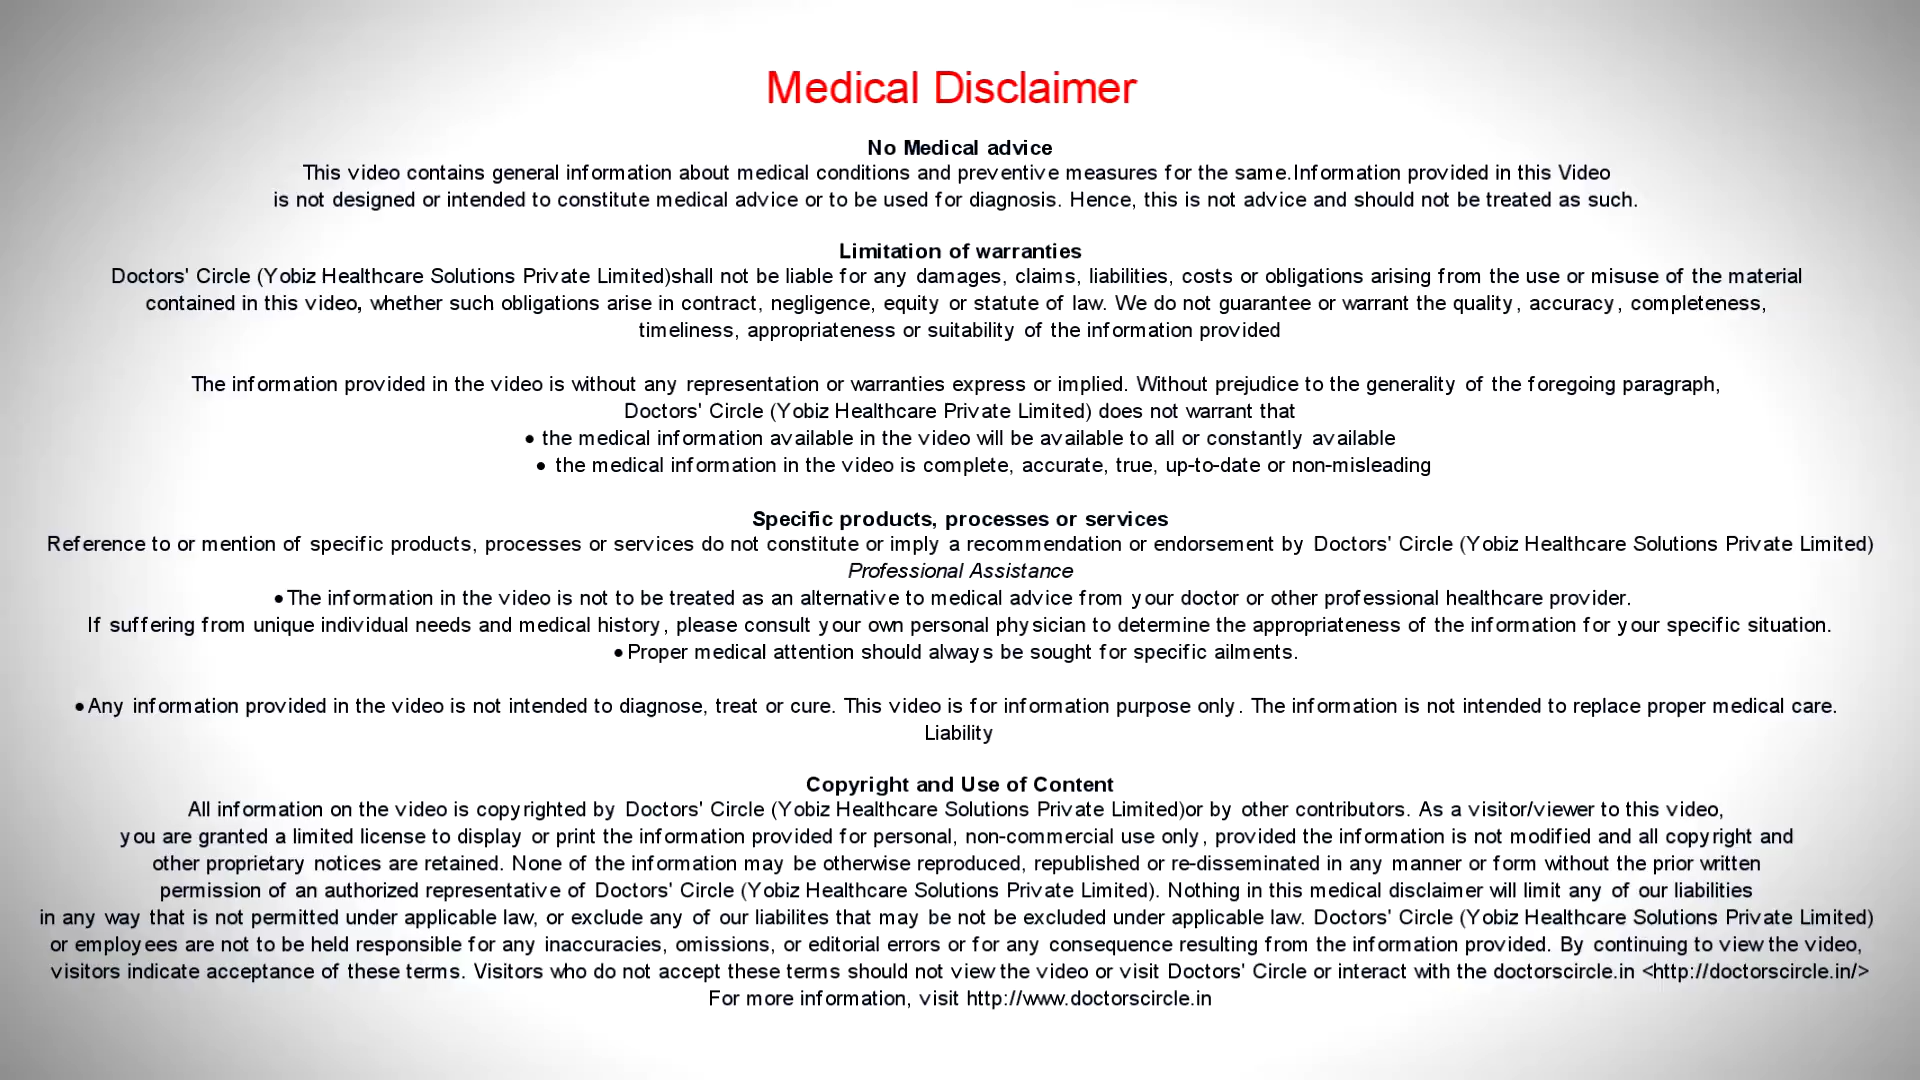 Medical Disclaimer
No Medical advice
This video contains general information about medical conditions and preventive measures for the same.Information provided in this Video
is not designed or intended to constitute medical advice or to be used for diagnosis. Hence, this is not advice and should not be treated as such.
Limitation of warranties
Doctors' Circle (Yobiz Healthcare Solutions Private Limited)shall not be liable for any damages, claims, liabilities, costs or obligations arising from the use or misuse of the material
contained in this video, whether such obligations arise in contract, negligence, equity or statute of law. We do not guarantee or warrant the quality, accuracy, completeness,
timeliness, appropriateness or suitability of the information provided
The information provided in the video is without any representation or warranties express or implied. Without prejudice to the generality of the foregoing paragraph,
Doctors' Circle (Yobiz Healthcare Private Limited) does not warrant that
• the medical information available in the video will be available to all or constantly available
• the medical information in the video is complete, accurate, true, up-to-date or non-misleading
Specific products, processes or services
Reference to or mention of specific products, processes or services do not constitute or imply a recommendation or endorsement by Doctors' Circle (Yobiz Healthcare Solutions Private Limited)
Professional Assistance
•The information in the video is not to be treated as an alternative to medical advice from your doctor or other professional healthcare provider.
If suffering from unique individual needs and medical history, please consult your own personal physician to determine the appropriateness of the information for your specific situation.
•Proper medical attention should always be sought for specific ailments.
•Any information provided in the video is not intended to diagnose, treat or cure. This video is for information purpose only. The information is not intended to replace proper medical care.
Liability
Copyright and Use of Content
All information on the video is copyrighted by Doctors' Circle (Yobiz Healthcare Solutions Private Limited)or by other contributors. As a visitor/viewer to this video,
you are granted a limited license to display or print the information provided for personal, non-commercial use only, provided the information is not modified and all copyright and
other proprietary notices are retained. None of the information may be otherwise reproduced, republished or re-disseminated in any manner or form without the prior written
permission of an authorized representative of Doctors' Circle (Yobiz Healthcare Solutions Private Limited). Nothing in this medical disclaimer will limit any of our liabilities
in any way that is not permitted under applicable law, or exclude any of our liabilites that may be not be excluded under applicable law. Doctors' Circle (Yobiz Healthcare Solutions Private Limited)
or employees are not to be held responsible for any inaccuracies, omissions, or editorial errors or for any consequence resulting from the information provided. By continuing to view the video,
visitors indicate acceptance of these terms. Visitors who do not accept these terms should not view the video or visit Doctors' Circle or interact with the doctorscircle.in <http://doctorscircle.in/>
For more information, visit http://www.doctorscircle.in